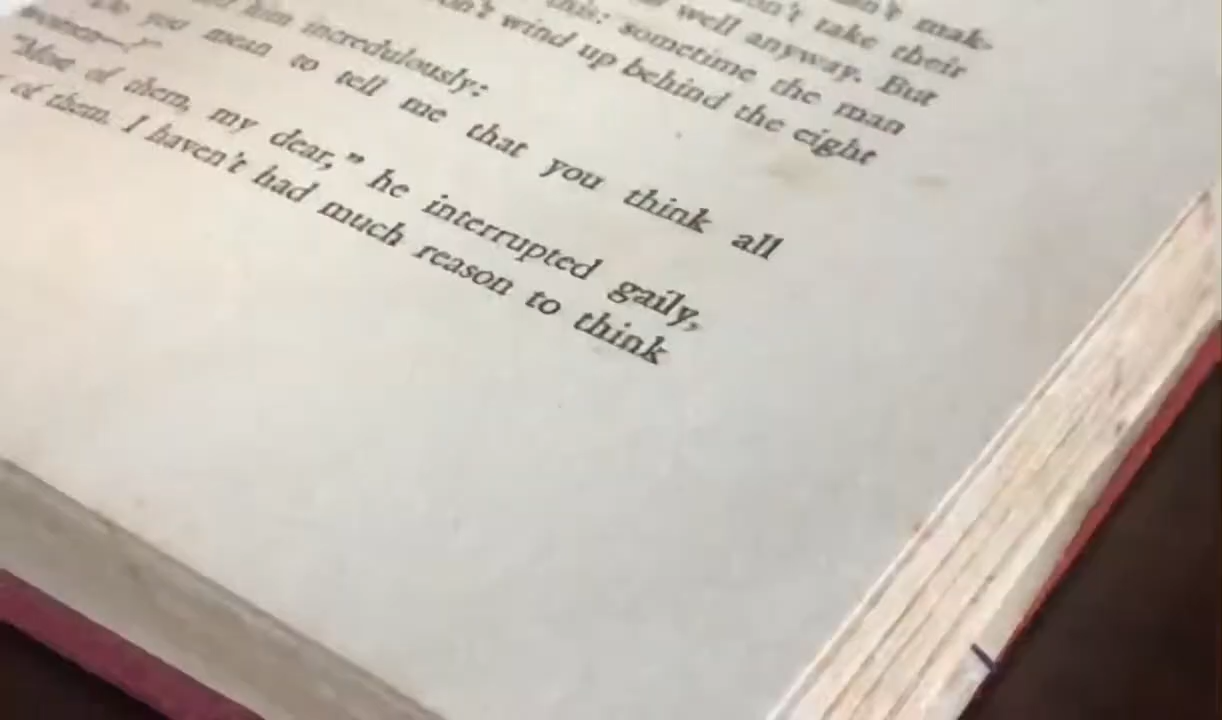 mak-
take their
well anyway. But
this: sometime the man
wind up behind the eight
him incredulously:
you mean to tell me that you think all
"Most of them, my dear," he interrupted gaily,
of them. I haven't had much reason to think